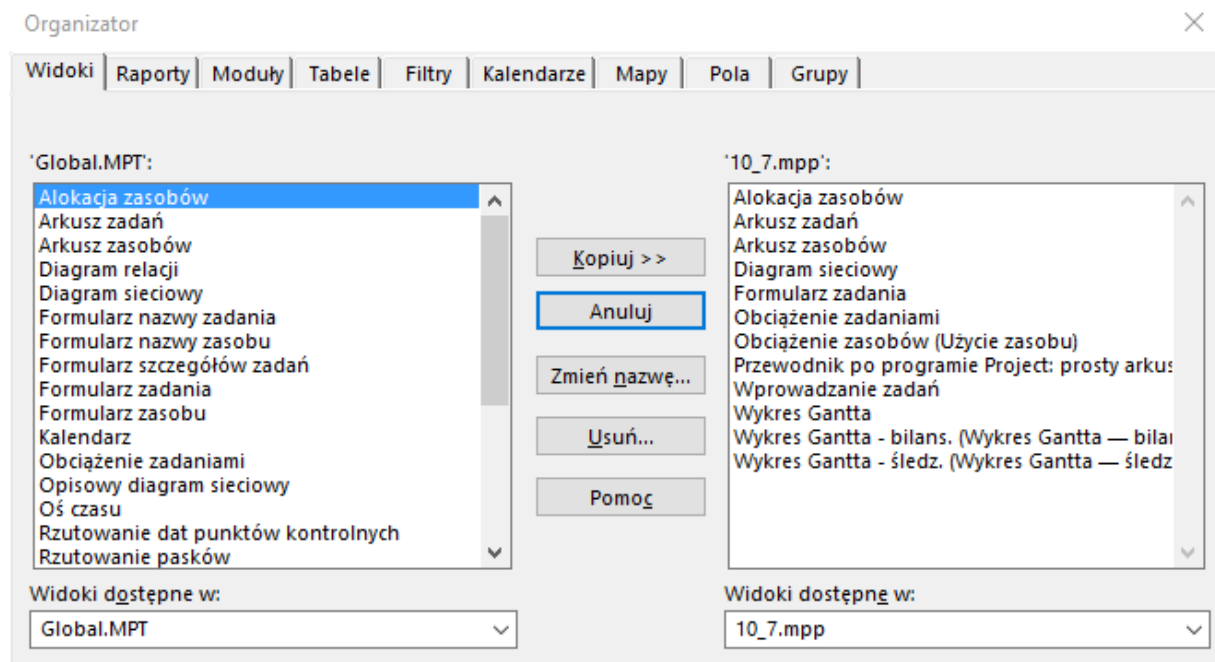 Organizator
Widoki Raporty Moduły Tabele Filtry Kalendarze Mapy Pola Grupy
'Global.MPT':
Alokacja zasobów
Arkusz zadań
Arkusz zasobów
Diagram relacji
Diagram sieciowy
Formularz nazwy zadania
Formularz nazwy zasobu
Formularz szczegółów zadań
Formularz zadania
Formularz zasobu
Kalendarz
Obciążenie zadaniami
Opisowy diagram sieciowy
Oś czasu
Rzutowanie dat punktów kontrolnych
Rzutowanie pasków
Widoki dostępne w:
Global.MPT
Kopiuj >>
Anuluj
Zmień nazwę...
Usuń...
Pomoc
'10_7.mpp':
Alokacja zasobów
Arkusz zadań
Arkusz zasobów
Diagram sieciowy
Formularz zadania
Obciążenie zadaniami
Obciążenie zasobów (Użycie zasobu)
Przewodnik po programie Project: prosty arkus
Wprowadzanie zadań
Wykres Gantta
Wykres Gantta - bilans. (Wykres Gantta — bilai
Wykres Gantta - śledz. (Wykres Gantta — śledz
Widoki dostępne w:
10_7.mpp